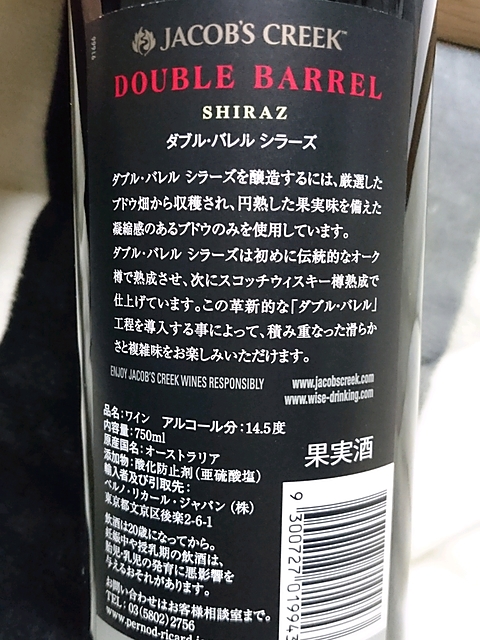 JACOB'S CREEK™
DOUBLE BARREL
SHIRAZ
ダブル・バレル シラーズ
ダブル・バレル シラーズを醸造するには、厳選した
ブドウ畑から収穫され、円熟した果実味を備えた
凝縮感のあるブドウのみを使用しています。
ダブル・バレル シラーズは初めに伝統的なオーク
樽で熟成させ、次にスコッチウィスキー樽熟成で
仕上げています。この革新的な「ダブル・バレル」
工程を導入する事によって、積み重なった滑らか
さと複雑味をお楽しみいただけます。
ENJOY JACOB'S CREEK WINES RESPONSIBLY
www.jacobscreek.com
www.wise-drinking.com
品名：ワイン アルコール分：14.5度
内容量：750ml
原産国名：オーストラリア
添加物：酸化防止剤（亜硫酸塩）
輸入者及び引取先：
ペルノ・リカール・ジャパン（株）
東京都文京区後楽2-6-1
飲酒は20歳になってから。
妊娠中や授乳期の飲酒は、
胎児・乳児の発育に悪影響を
与えるおそれがあります。
お問い合わせはお客様相談室まで。
TEL：03(5802)2756
www.pernod-ricard
果実酒
9 300727 01994